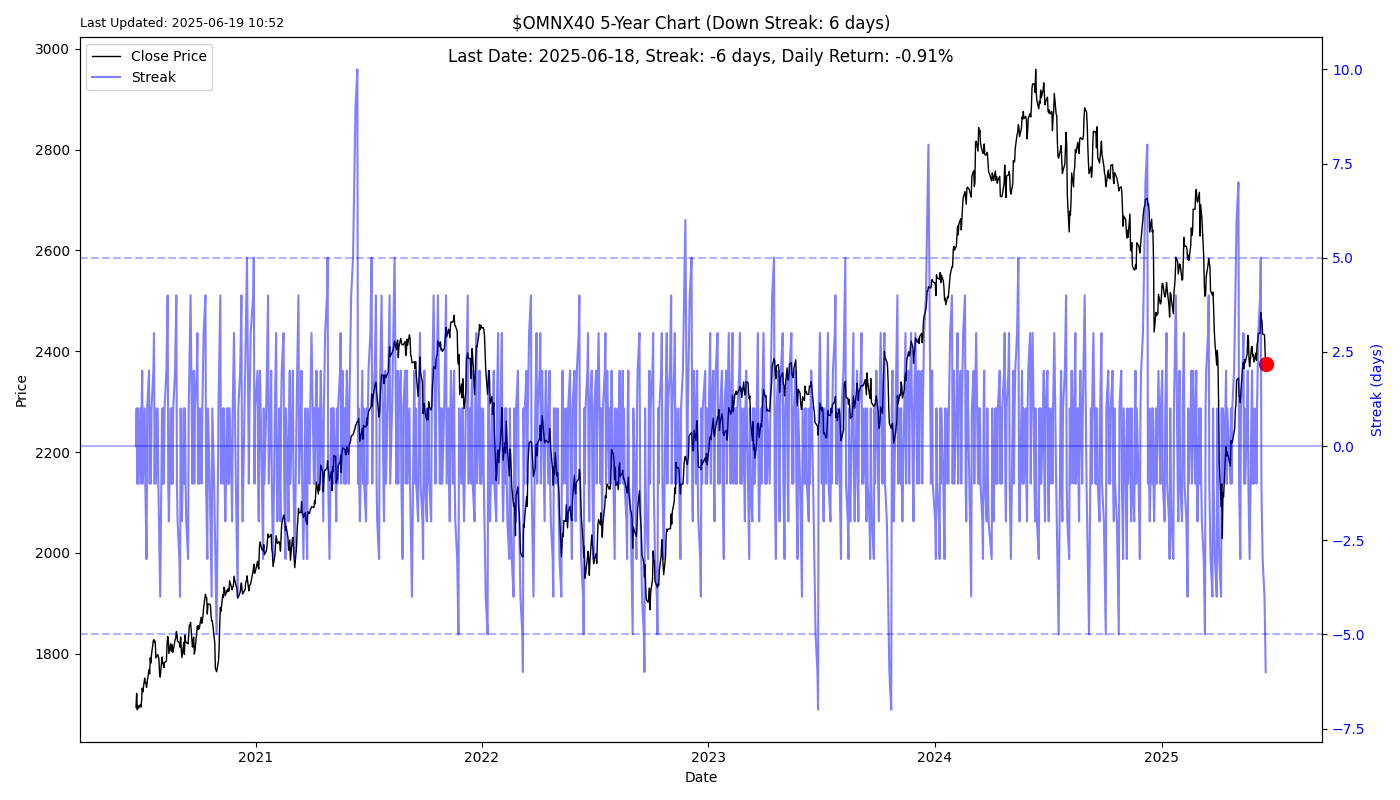 Last Updated: 2025-06-19 10:52
$OMNX40 5-Year Chart (Down Streak: 6 days)
Last Date: 2025-06-18, Streak: -6 days, Daily Return: -0.91%
Close Price
Streak
Price
3000
2800
2600
2400
2200
2000
1800
10.0
7.5
5.0
2.5
0.0
−2.5
−5.0
−7.5
Streak (days)
2021 2022 2023 2024 2025
Date